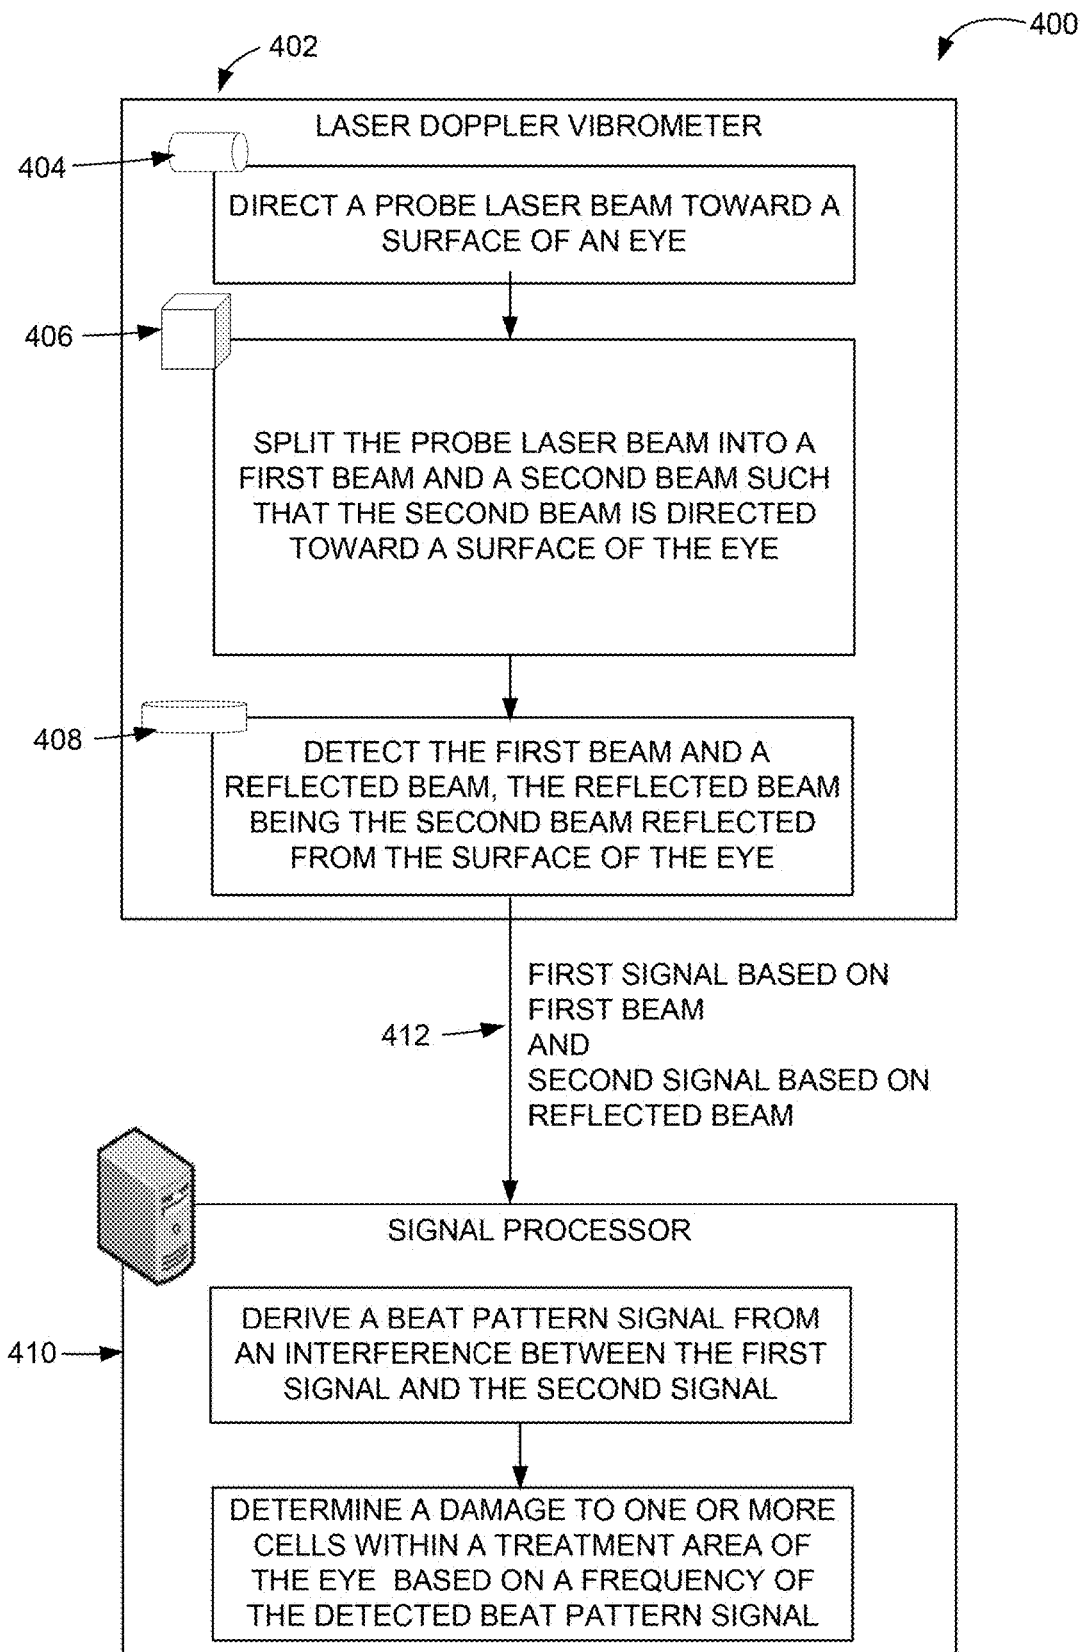 400
402
LASER DOPPLER VIBROMETER
404
DIRECT A PROBE LASER BEAM TOWARD A
SURFACE OF AN EYE
406
SPLIT THE PROBE LASER BEAM INTO A
FIRST BEAM AND A SECOND BEAM SUCH
THAT THE SECOND BEAM IS DIRECTED
TOWARD A SURFACE OF THE EYE
408
DETECT THE FIRST BEAM AND A
REFLECTED BEAM, THE REFLECTED BEAM
BEING THE SECOND BEAM REFLECTED
FROM THE SURFACE OF THE EYE
412
FIRST SIGNAL BASED ON
FIRST BEAM
AND
SECOND SIGNAL BASED ON
REFLECTED BEAM
SIGNAL PROCESSOR
410
DERIVE A BEAT PATTERN SIGNAL FROM
AN INTERFERENCE BETWEEN THE FIRST
SIGNAL AND THE SECOND SIGNAL
DETERMINE A DAMAGE TO ONE OR MORE
CELLS WITHIN A TREATMENT AREA OF
THE EYE BASED ON A FREQUENCY OF
THE DETECTED BEAT PATTERN SIGNAL